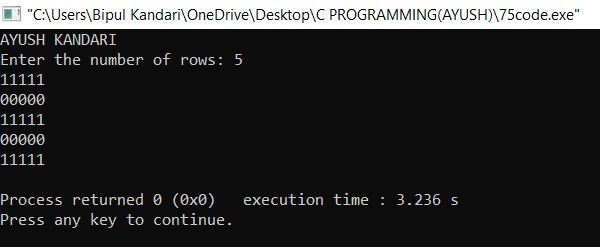 "C:\Users\Bipul Kandari\OneDrive\Desktop\C PROGRAMMING(AYUSH)\75code.exe"
AYUSH KANDARI
Enter the number of rows: 5
11111
00000
11111
00000
11111
Process returned 0 (0x0)   execution time : 3.236 s
Press any key to continue.